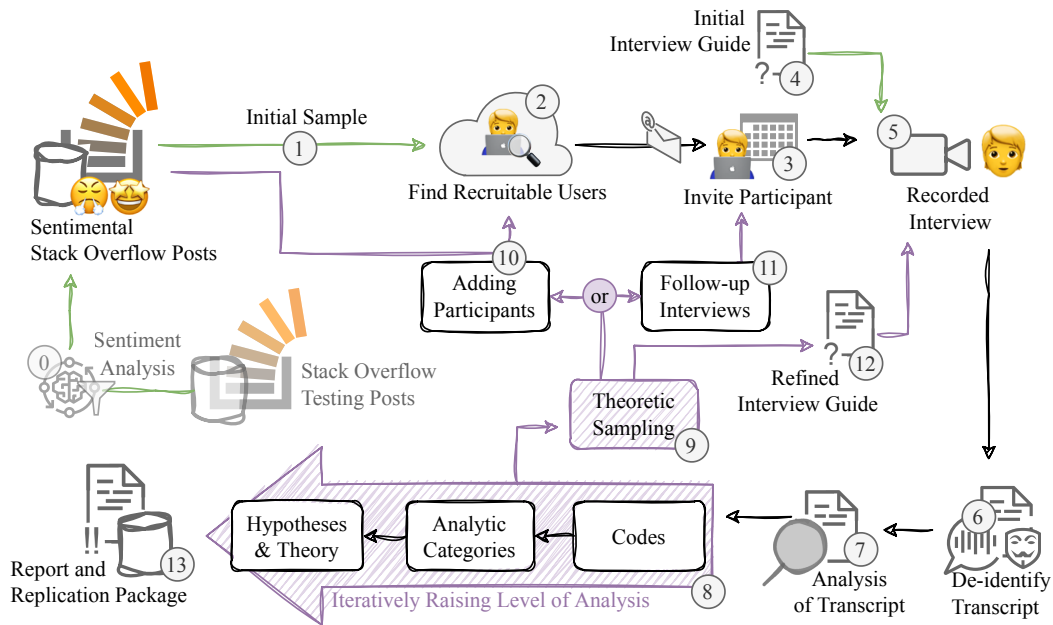 Initial
Interview Guide
?
4
Initial Sample
1
2
@
3
5
Find Recruitable Users
Invite Participant
Recorded
Interview
Sentimental
Stack Overflow Posts
10
Adding
Participants
or
11
Follow-up
Interviews
0
Sentiment
Analysis
Stack Overflow
Testing Posts
?
12
Refined
Interview Guide
Theoretic
Sampling
9
!!
13
Report and
Replication Package
Hypotheses
& Theory
Analytic
Categories
Codes
Iteratively Raising Level of Analysis
8
7
Analysis
of Transcript
6
De-identify
Transcript